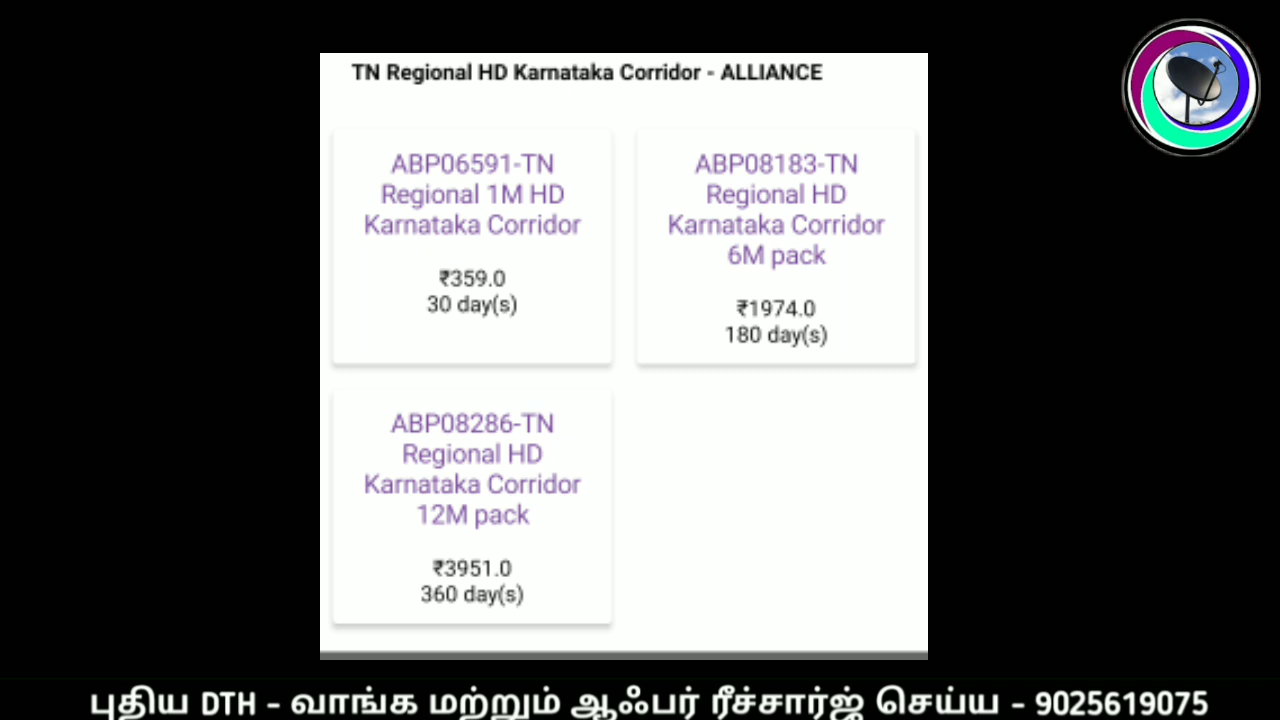 TN Regional HD Karnataka Corridor - ALLIANCE
ABP06591-TN
Regional 1M HD
Karnataka Corridor
₹359.0
30 day(s)
ABP08183-TN
Regional HD
Karnataka Corridor
6M pack
₹1974.0
180 day(s)
ABP08286-TN
Regional HD
Karnataka Corridor
12M pack
₹3951.0
360 day(s)
புதிய DTH - வாங்க மற்றும் ஆஃபர் ரீச்சார்ஜ் செய்ய - 9025619075